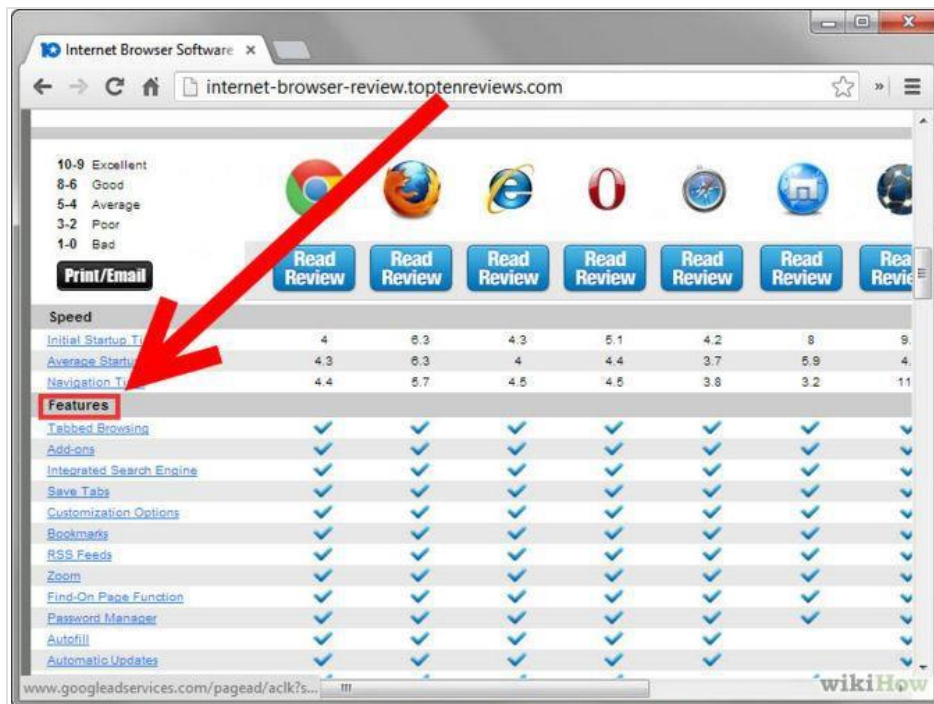 Internet Browser Software
internet-browser-review.toptenreviews.com
10-9 Excellent
8-6 Good
5-4 Average
3-2 Poor
1-0 Bad
Print/Email
Read Review Read Review Read Review Read Review Read Review Read Review
Speed
Initial Startup 4 6.3 4.3 5.1 4.2 8 9.
Average 4.3 6.3 4 4.4 3.7 5.9 4.
Navigation 4.4 5.7 4.5 4.5 3.8 3.2 11
Features
Tabbed Browsing
Add-ons
Integrated Search Engine
Save Tabs
Customization Options
Bookmarks
RSS Feeds
Zoom
Find-On Page Function
Password Manager
Autofill
Automatic Updates
www.googleadservices.com/pagead/aclk?s...
wikiHow